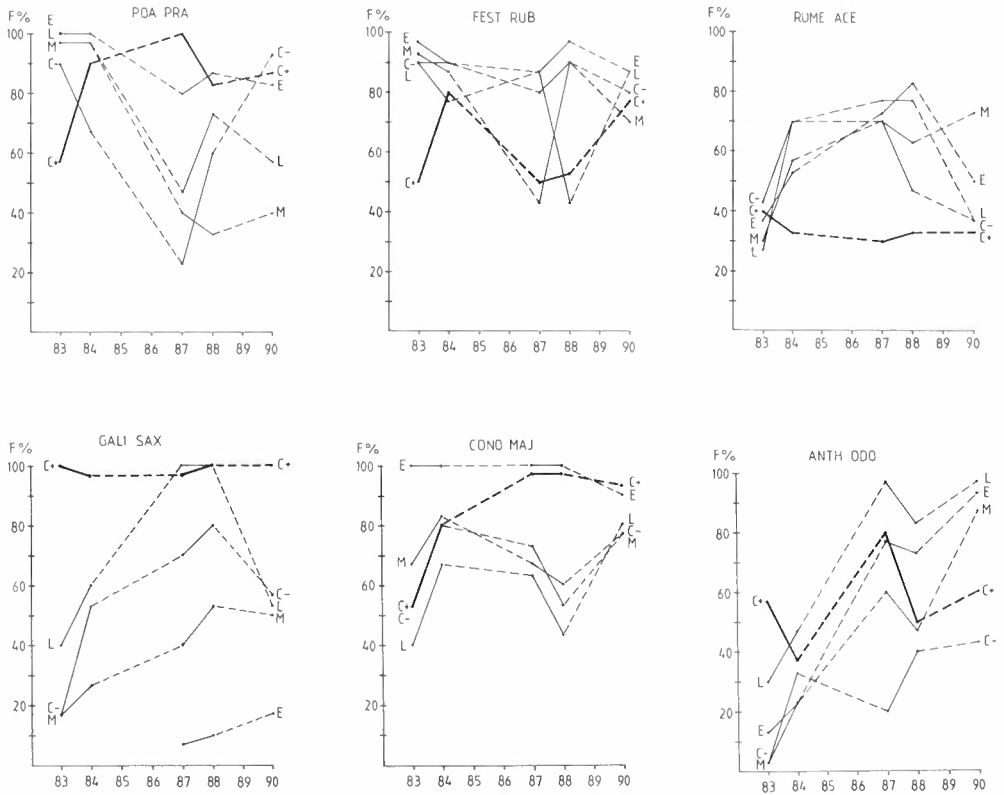 POA PRA
F%
100
80
60
40
20
83 84 85 86 87 88 89 90
E
L
M
C-
C+
C-
C+
E
L
M
FEST RUB
F%
100
80
60
40
20
83 84 85 86 87 88 89 90
E
M
C-
L
C+
E
L
C-
C+
M
RUME ACE
F%
100
80
60
40
20
83 84 85 86 87 88 89 90
C-
C+
E
M
L
M
E
L
C-
C+
GALI SAX
F%
100
80
60
40
20
83 84 85 86 87 88 89 90
C+
L
C-
M
C+
C-
L
M
E
CONO MAJ
F%
100
80
60
40
20
83 84 85 86 87 88 89 90
E
M
C+
C-
L
C+
E
L
C-
M
ANTH ODO
F%
100
80
60
40
20
83 84 85 86 87 88 89 90
C+
L
E
C-
M
L
E
M
C+
C-